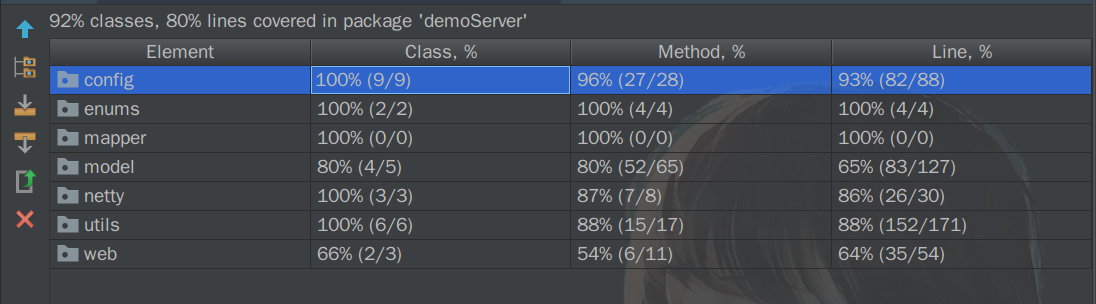 92% classes, 80% lines covered in package 'demoServer'
Element Class, % Method, % Line, %
config 100% (9/9) 96% (27/28) 93% (82/88)
enums 100% (2/2) 100% (4/4) 100% (4/4)
mapper 100% (0/0) 100% (0/0) 100% (0/0)
model 80% (4/5) 80% (52/65) 65% (83/127)
netty 100% (3/3) 87% (7/8) 86% (26/30)
utils 100% (6/6) 88% (15/17) 88% (152/171)
web 66% (2/3) 54% (6/11) 64% (35/54)